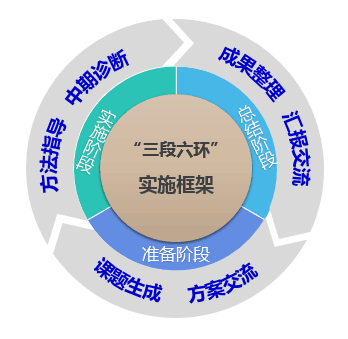 “三段六环”
实施框架
准备阶段
课题生成
方案交流
实施阶段
方法指导
中期诊断
总结阶段
成果整理
汇报交流